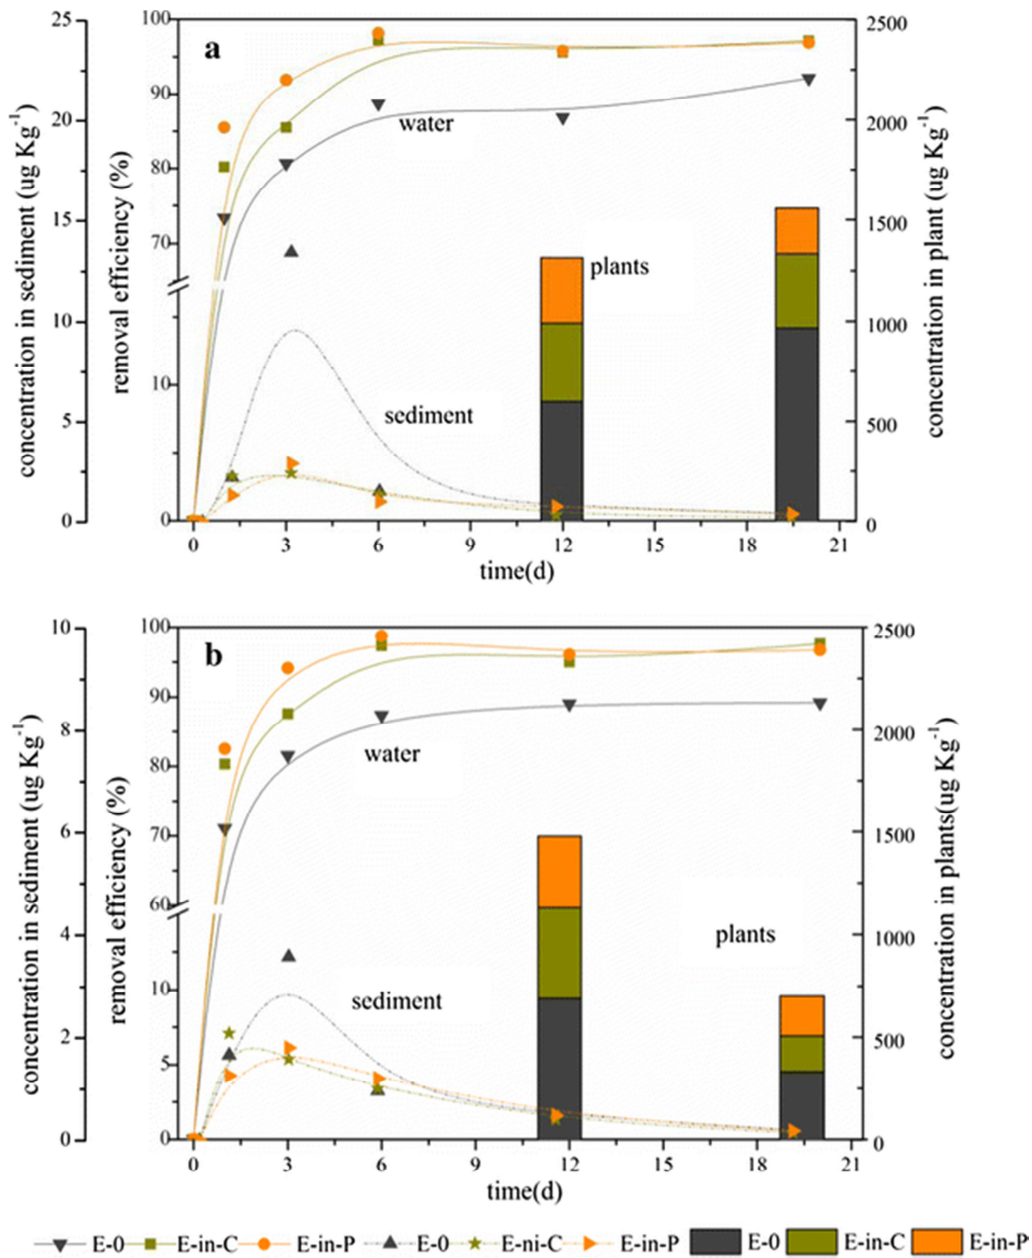 a
concentration in sediment (ug Kg-1)
25
20
15
10
5
0
removal efficiency (%)
100
90
80
70
10
0
water
sediment
plants
2500
2000
1500
1000
500
0
concentration in plant (ug Kg-1)
0 3 6 9 12 15 18 21
time(d)
b
concentration in sediment (ug Kg-1)
10
8
6
4
2
0
removal efficiency (%)
100
90
80
70
60
10
5
0
water
sediment
plants
2500
2000
1500
1000
500
0
concentration in plants(ug Kg-1)
0 3 6 9 12 15 18 21
time(d)
E-0 E-in-C E-in-P E-0 E-ni-C E-in-P E-0 E-in-C E-in-P